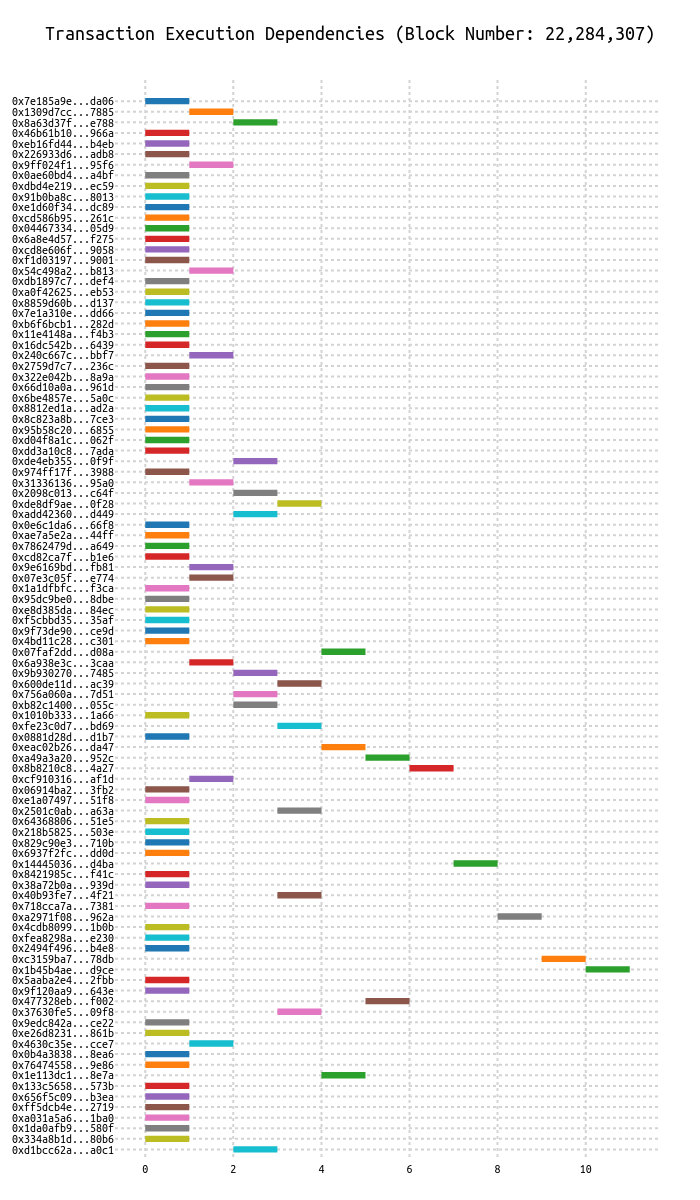 Transaction Execution Dependencies (Block Number: 22,284,307)
0x7e185a9e...da06
0x1309d7cc...7885
0x8a63d37f...e788
0x46b61b10...966a
0xeb16fd44...b4eb
0x226933d6...adb8
0x9ff024f1...95f6
0x0ae60bd4...a4bf
0xdbd4e219...ec59
0x91b0ba8c...8013
0xe1d60f34...dc89
0xcd586b95...261c
0x04467334...05d9
0x6a8e4d57...f275
0xcd8e606f...9058
0xf1d03197...9001
0x54c498a2...b813
0xdb1897c7...def4
0xa0f42625...eb53
0x8859d60b...d137
0x7e1a310e...dd66
0xb6f6bcb1...282d
0x11e4148a...f4b3
0x16dc542b...6439
0x240c667c...bbf7
0x2759d7c7...236c
0x322e042b...8a9a
0x66d10a0a...961d
0x6be4857e...5a0c
0x8812ed1a...ad2a
0x8c823a8b...7ce3
0x95b58c20...6855
0xd04f8a1c...062f
0xdd3a10c8...7ada
0xde4eb355...0f9f
0x974ff17f...3988
0x31336136...95a0
0x2098c013...c64f
0xde8df9ae...0f28
0xadd42360...d449
0x0e6c1da6...66f8
0xae7a5e2a...44ff
0x7862479d...a649
0xcd82ca7f...b1e6
0x9e6169bd...fb81
0x07e3c05f...e774
0x1a1dfbfc...f3ca
0x95dc9be0...8dbe
0xe8d385da...84ec
0xf5cbbd35...35af
0x9f73de90...ce9d
0x4bd11c28...c301
0x07faf2dd...d08a
0x6a938e3c...3caa
0x9b930270...7485
0x600de11d...ac39
0x756a060a...7d51
0xb82c1400...055c
0x1010b333...1a66
0xfe23c0d7...bd69
0x0881d28d...d1b7
0xeac02b26...da47
0xa49a3a20...952c
0x8b8210c8...4a27
0xcf910316...af1d
0x06914ba2...3fb2
0xe1a07497...51f8
0x2501c0ab...a63a
0x64368806...51e5
0x218b5825...503e
0x829c90e3...710b
0x6937f2fc...dd0d
0x14445036...d4ba
0x8421985c...f41c
0x38a72b0a...939d
0x40b93fe7...4f21
0x718cca7a...7381
0xa2971f08...962a
0x4cdb8099...1b0b
0xfea8298a...e230
0x2494f496...b4e8
0xc3159ba7...78db
0x1b45b4ae...d9ce
0x5aaba2e4...2fbb
0x9f120aa9...643e
0x477328eb...f002
0x37630fe5...09f8
0x9edc842a...ce22
0xe26d8231...861b
0x4630c35e...cce7
0x0b4a3838...8ea6
0x76474558...9e86
0x1e113dc1...8e7a
0x133c5658...573b
0x656f5c09...b3ea
0xff5dcb4e...2719
0xa031a5a6...1ba0
0x1da0afb9...580f
0x334a8b1d...80b6
0xd1bcc62a...a0c1
0 2 4 6 8 10